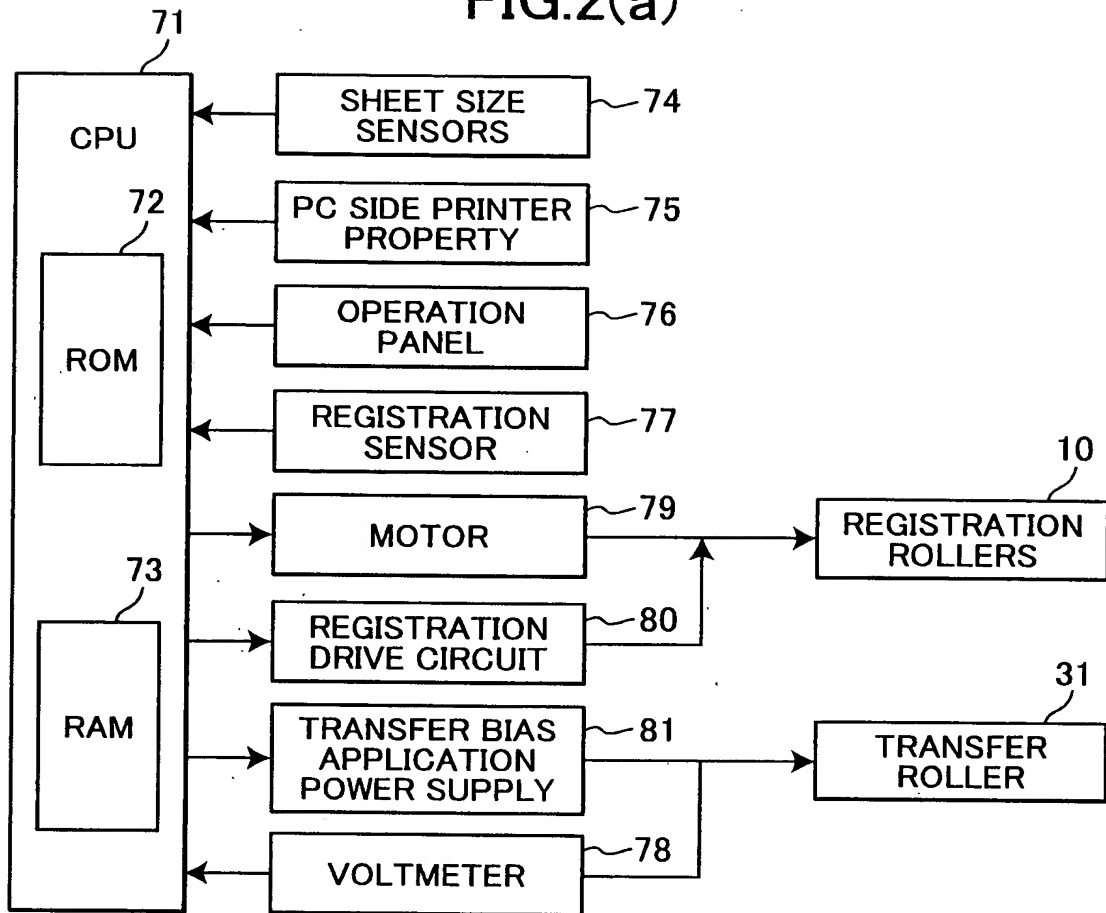 FIG.2(a)
71
CPU
72
ROM
73
RAM
SHEET SIZE
SENSORS
74
PC SIDE PRINTER
PROPERTY
75
OPERATION
PANEL
76
REGISTRATION
SENSOR
77
MOTOR
79
REGISTRATION
DRIVE CIRCUIT
80
TRANSFER BIAS
APPLICATION
POWER SUPPLY
81
VOLTMETER
78
10
REGISTRATION
ROLLERS
31
TRANSFER
ROLLER